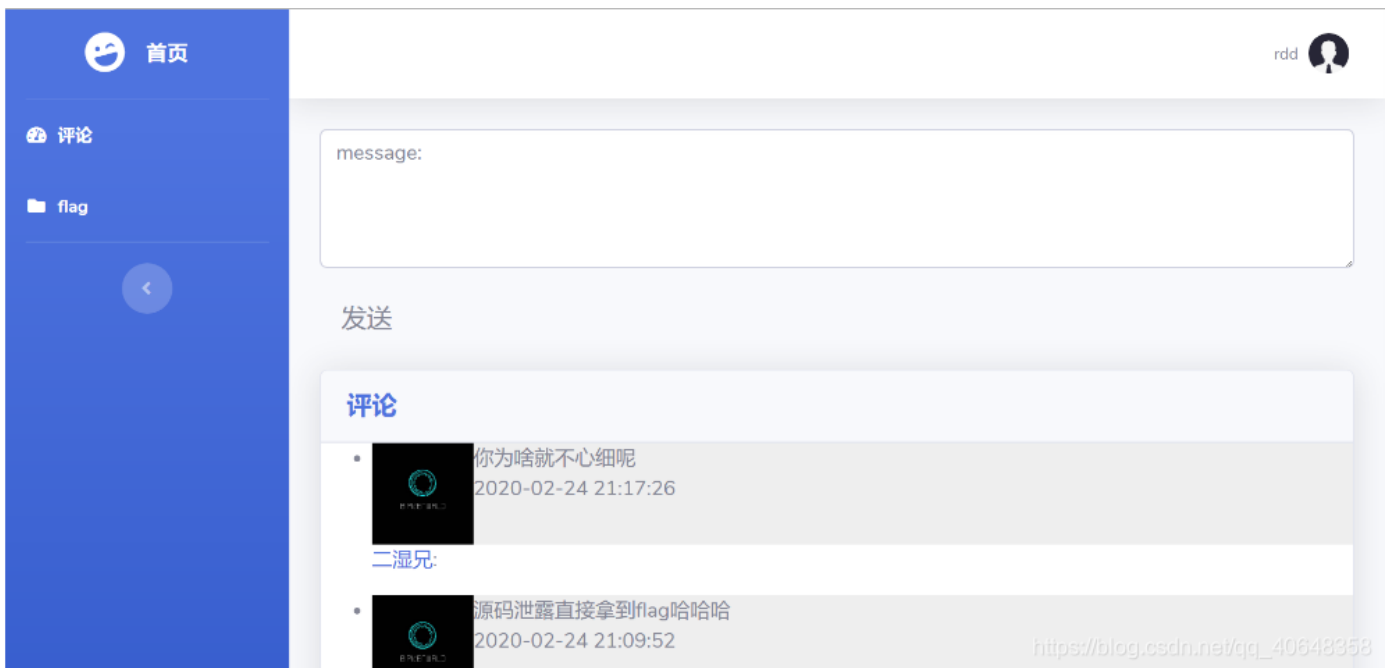 首页
rdd
评论
flag
message:
发送
评论
你为啥就不心细呢
2020-02-24 21:17:26
二湿兄:
源码泄露直接拿到flag哈哈哈
2020-02-24 21:09:52
https://blog.csdn.net/qq_40648358